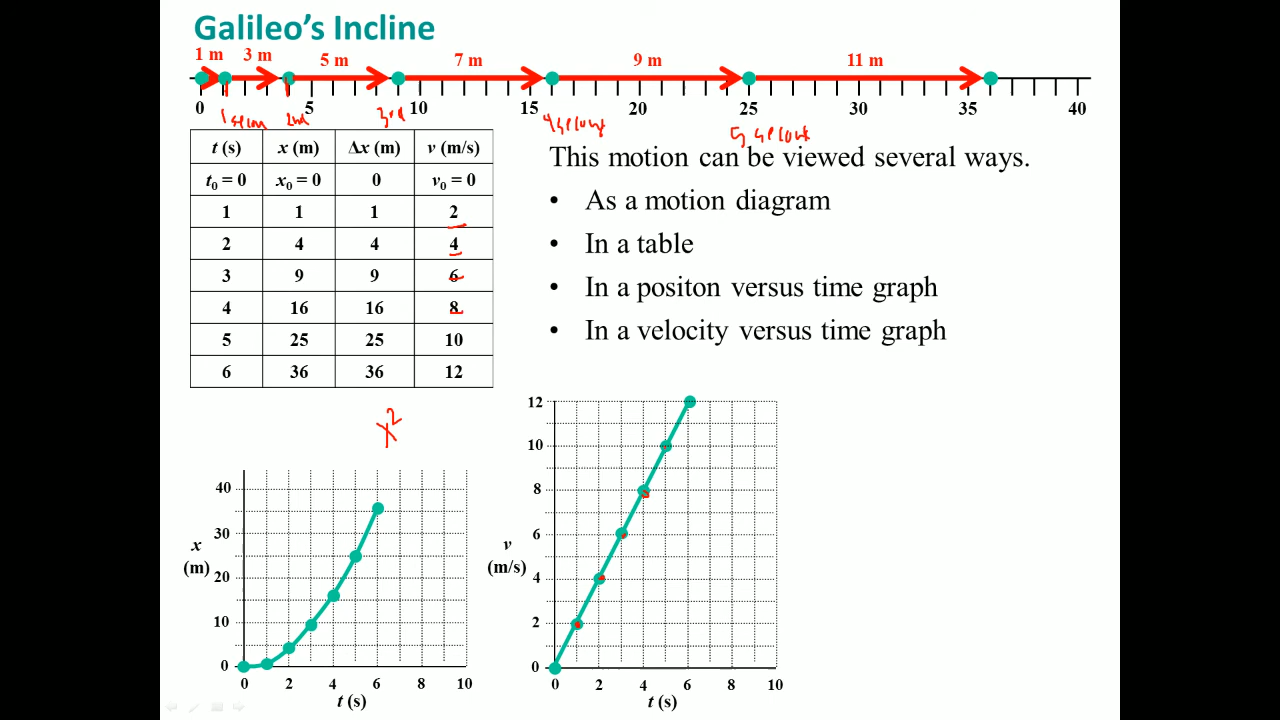 Galileo's Incline
1 m 3 m 5 m 7 m 9 m 11 m
0 5 10 15 20 25 30 35 40
2nd 3rd
t (s) x (m) Δx (m) v (m/s)
t₀ = 0 x₀ = 0 0 v₀ = 0
1 1 1 2
2 4 4 4
3 9 9 6
4 16 16 8
5 25 25 10
6 36 36 12
This motion can be viewed several ways.
• As a motion diagram
• In a table
• In a positon versus time graph
• In a velocity versus time graph
x²
40
30
20
10
0
x
(m)
0 2 4 6 8 10
t (s)
12
10
8
6
4
2
0
v
(m/s)
0 2 4 6 8 10
t (s)